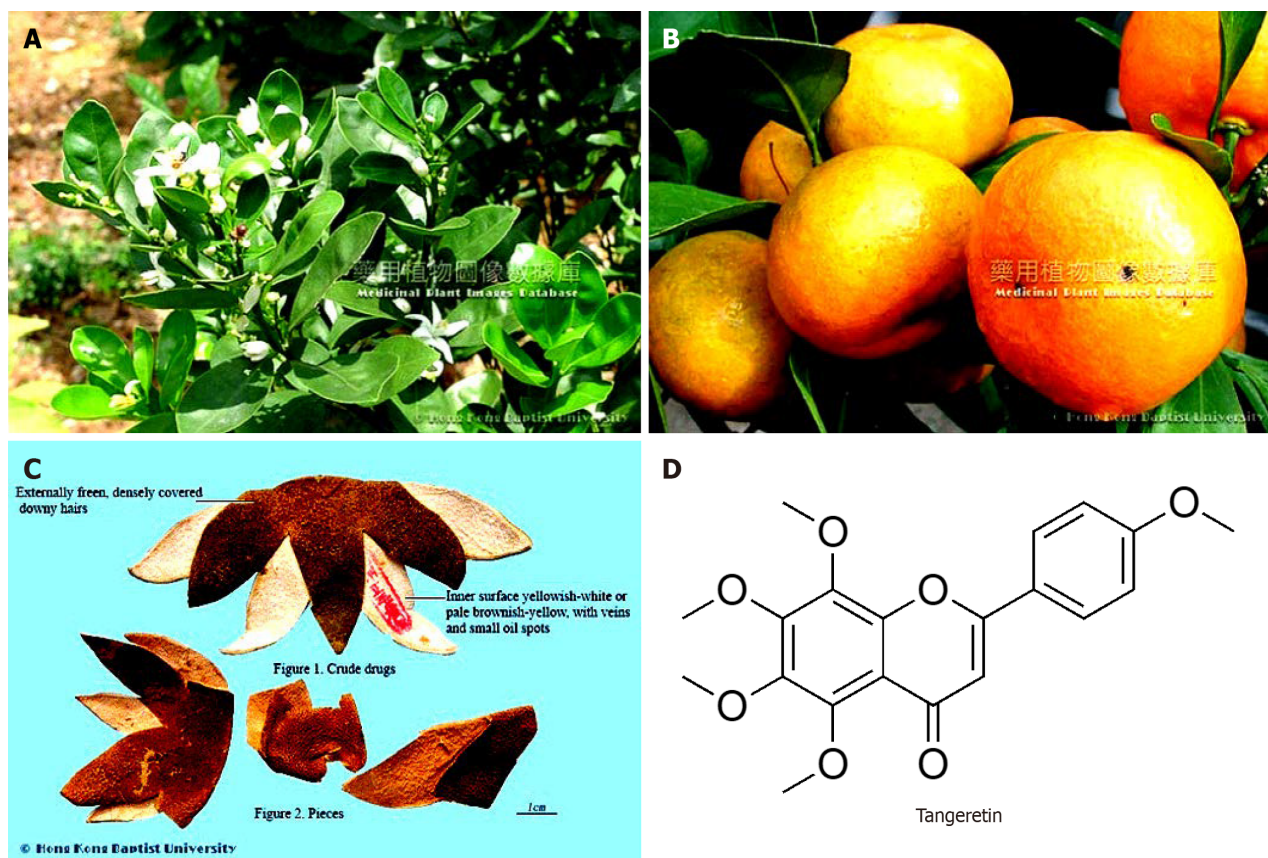 A
藥用植物圖像數據庫
Medicinal Plant Images Database
© Hong Kong Baptist University
B
藥用植物圖像數據庫
Medicinal Plant Images Database
© Hong Kong Baptist University
C
Externally freen, densely covered
downy hairs
Inner surface yellowish-white or
pale brownish-yellow, with veins
and small oil spots
Figure 1. Crude drugs
Figure 2. Pieces
1cm
© Hong Kong Baptist University
D
O
O
O
O
O
O
O
Tangeretin